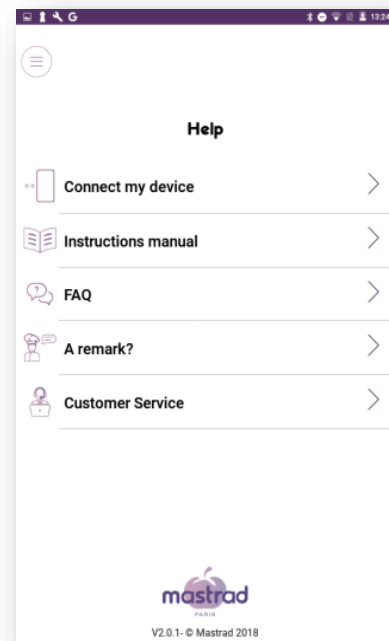 13:24
Help
Connect my device
Instructions manual
FAQ
A remark?
Customer Service
mastrad
PARIS
V2.0.1- © Mastrad 2018